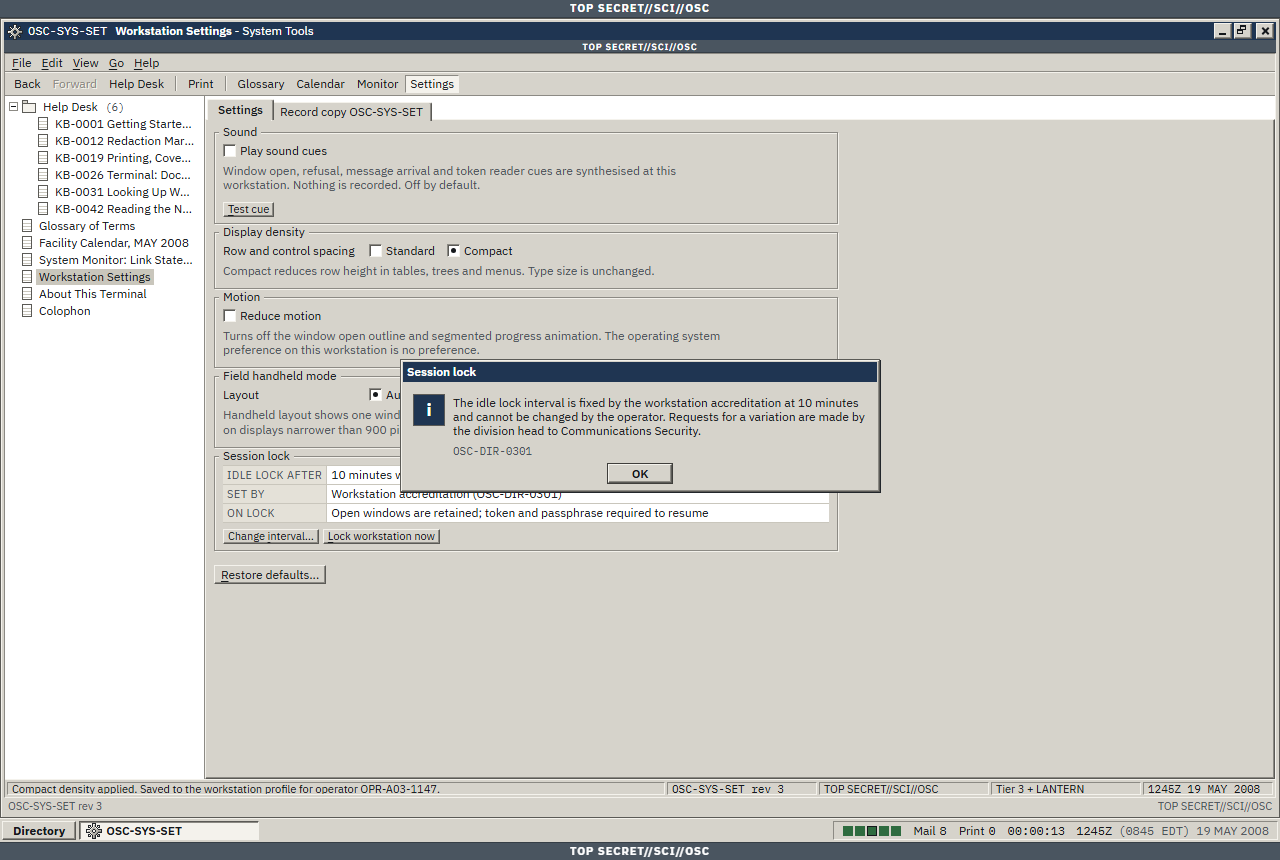 TOP SECRET//SCI//OSC
OSC-SYS-SET Workstation Settings - System Tools
TOP SECRET//SCI//OSC
File Edit View Go Help
Back Forward Help Desk Print Glossary Calendar Monitor Settings
Help Desk (6)
KB-0001 Getting Starte...
KB-0012 Redaction Mar...
KB-0019 Printing, Cove...
KB-0026 Terminal: Doc...
KB-0031 Looking Up W...
KB-0042 Reading the N...
Glossary of Terms
Facility Calendar, MAY 2008
System Monitor: Link State...
Workstation Settings
About This Terminal
Colophon
Settings Record copy OSC-SYS-SET
Sound
Play sound cues
Window open, refusal, message arrival and token reader cues are synthesised at this
workstation. Nothing is recorded. Off by default.
Test cue
Display density
Row and control spacing Standard Compact
Compact reduces row height in tables, trees and menus. Type size is unchanged.
Motion
Reduce motion
Turns off the window open outline and segmented progress animation. The operating system
preference on this workstation is no preference.
Field handheld mode
Layout Au
Handheld layout shows one wind
on displays narrower than 900 pi
Session lock
The idle lock interval is fixed by the workstation accreditation at 10 minutes
and cannot be changed by the operator. Requests for a variation are made by
the division head to Communications Security.
OSC-DIR-0301
OK
Session lock
IDLE LOCK AFTER 10 minutes w
SET BY Workstation accreditation (OSC-DIR-0301)
ON LOCK Open windows are retained; token and passphrase required to resume
Change interval... Lock workstation now
Restore defaults...
Compact density applied. Saved to the workstation profile for operator OPR-A03-1147. OSC-SYS-SET rev 3 TOP SECRET//SCI//OSC Tier 3 + LANTERN 1245Z 19 MAY 2008
OSC-SYS-SET rev 3 TOP SECRET//SCI//OSC
Directory OSC-SYS-SET Mail 8 Print 0 00:00:13 1245Z (0845 EDT) 19 MAY 2008
TOP SECRET//SCI//OSC